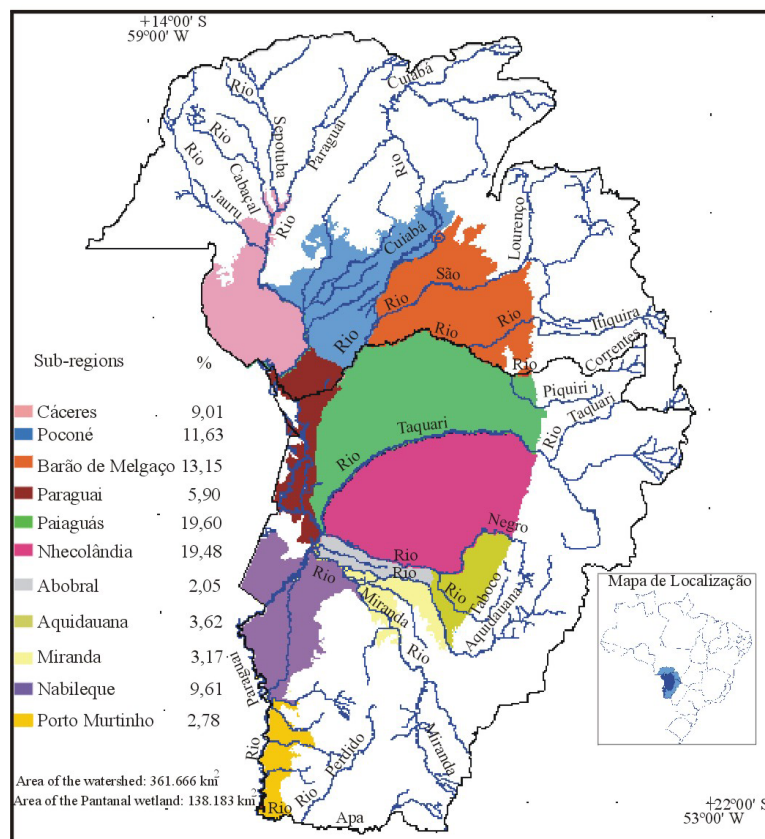 +14°00' S
59°00' W
Rio
Cuiabá
Sepotuba
Paraguai
Rio
Rio
Cabaçal
Jauru
Rio
Rio
Lourenço
Cuiabá
São
Rio
Rio
Itiquira
Rio
Rio
Correntes
Rio
Piquiri
Taquari
Rio
Taquari
Rio
Negro
Rio
Rio
Rio
Rio
Taboco
Aquidauana
Miranda
Rio
Paraguai
Rio
Perdido
Miranda
Rio
Rio
Apa
Sub-regions %
Cáceres 9,01
Poconé 11,63
Barão de Melgaço 13,15
Paraguai 5,90
Paiaguás 19,60
Nhecolândia 19,48
Abobral 2,05
Aquidauana 3,62
Miranda 3,17
Nabileque 9,61
Porto Murtinho 2,78
Area of the watershed: 361.666 km2
Area of the Pantanal wetland: 138.183 km2
Mapa de Localização
+22°00' S
53°00' W